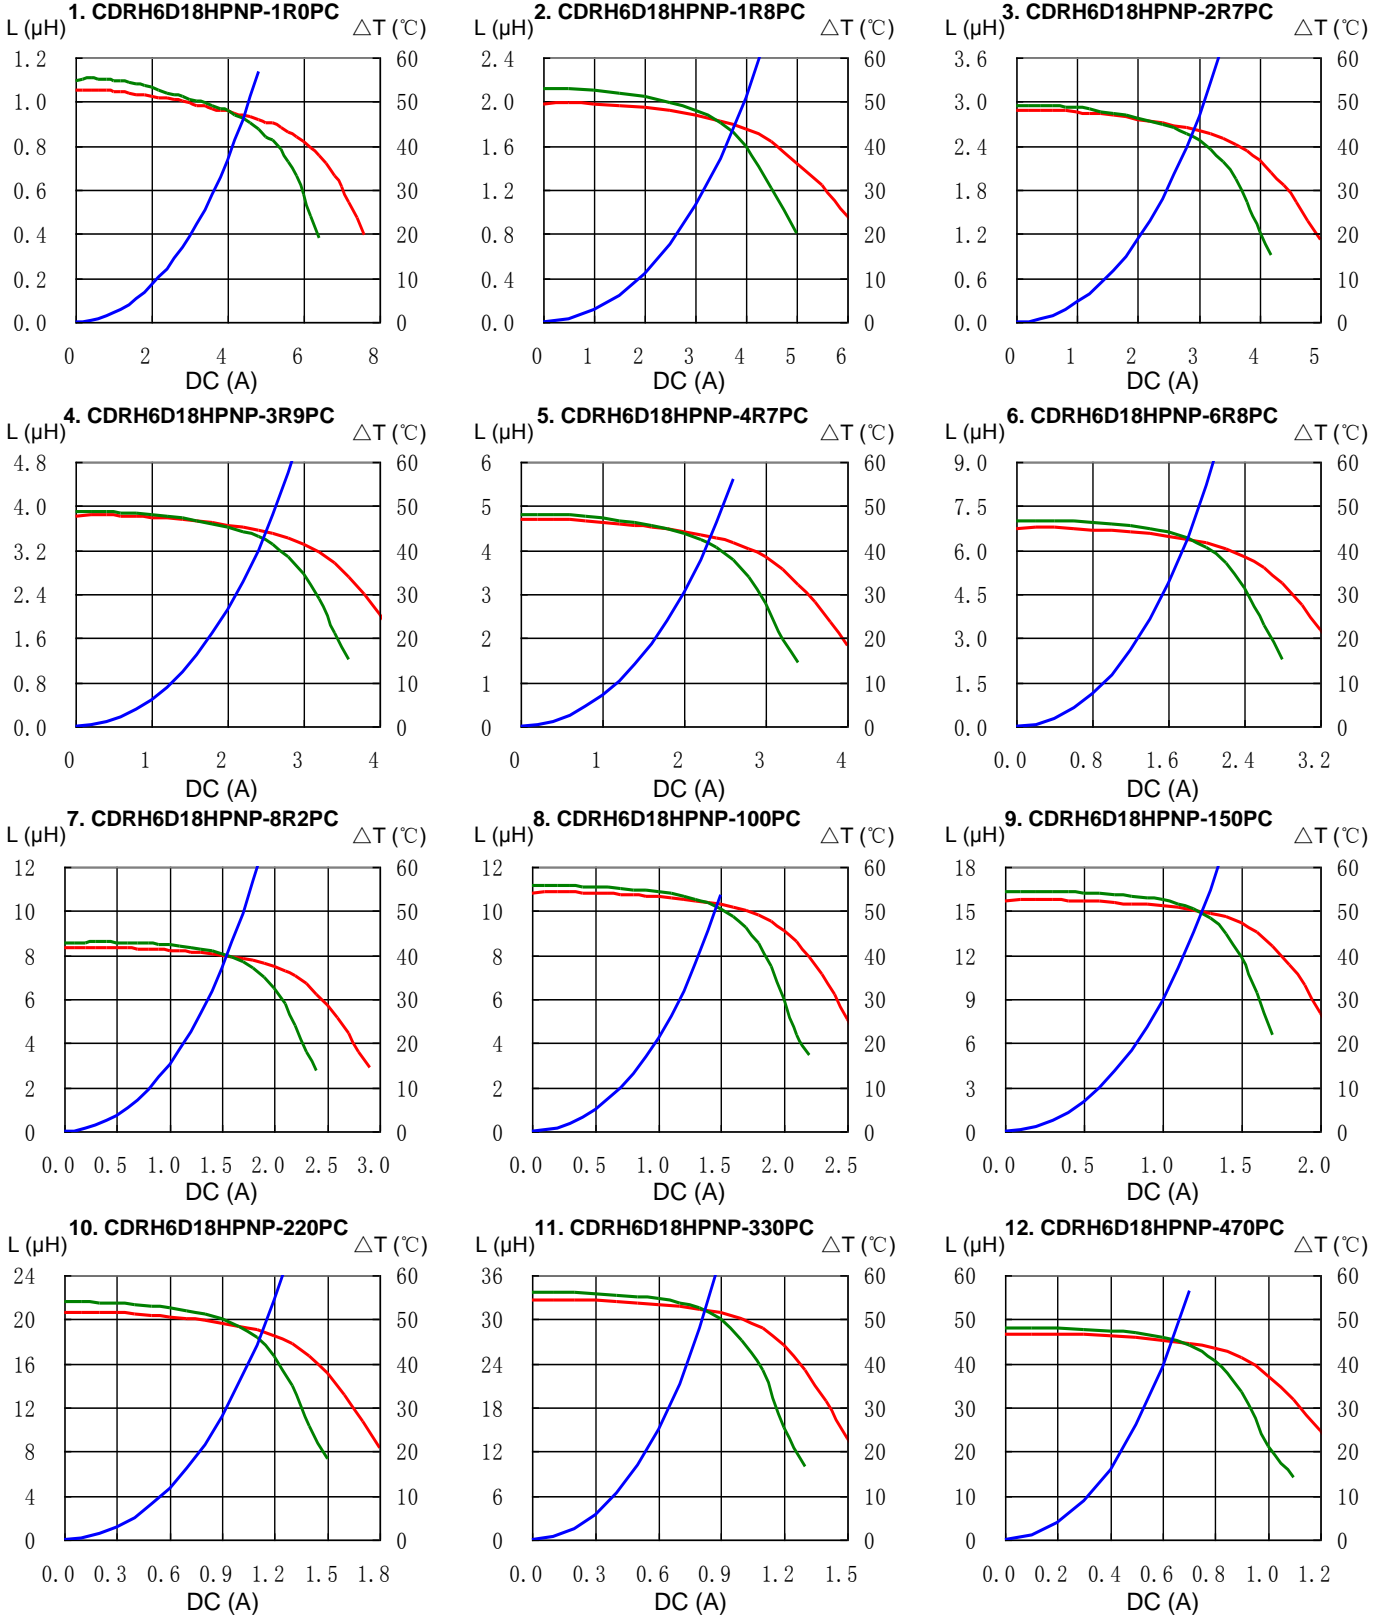 1. CDRH6D18HPNP-1R0PC
L (μH)
△T (℃)
1.2
1.0
0.8
0.6
0.4
0.2
0.0
60
50
40
30
20
10
0
0 2 4 6 8
DC (A)
2. CDRH6D18HPNP-1R8PC
L (μH)
△T (℃)
2.4
2.0
1.6
1.2
0.8
0.4
0.0
60
50
40
30
20
10
0
0 1 2 3 4 5 6
DC (A)
3. CDRH6D18HPNP-2R7PC
L (μH)
△T (℃)
3.6
3.0
2.4
1.8
1.2
0.6
0.0
60
50
40
30
20
10
0
0 1 2 3 4 5
DC (A)
4. CDRH6D18HPNP-3R9PC
L (μH)
△T (℃)
4.8
4.0
3.2
2.4
1.6
0.8
0.0
60
50
40
30
20
10
0
0 1 2 3 4
DC (A)
5. CDRH6D18HPNP-4R7PC
L (μH)
△T (℃)
6
5
4
3
2
1
0
60
50
40
30
20
10
0
0 1 2 3 4
DC (A)
6. CDRH6D18HPNP-6R8PC
L (μH)
△T (℃)
9.0
7.5
6.0
4.5
3.0
1.5
0.0
60
50
40
30
20
10
0
0.0 0.8 1.6 2.4 3.2
DC (A)
7. CDRH6D18HPNP-8R2PC
L (μH)
△T (℃)
12
10
8
6
4
2
0
60
50
40
30
20
10
0
0.0 0.5 1.0 1.5 2.0 2.5 3.0
DC (A)
8. CDRH6D18HPNP-100PC
L (μH)
△T (℃)
12
10
8
6
4
2
0
60
50
40
30
20
10
0
0.0 0.5 1.0 1.5 2.0 2.5
DC (A)
9. CDRH6D18HPNP-150PC
L (μH)
△T (℃)
18
15
12
9
6
3
0
60
50
40
30
20
10
0
0.0 0.5 1.0 1.5 2.0
DC (A)
10. CDRH6D18HPNP-220PC
L (μH)
△T (℃)
24
20
16
12
8
4
0
60
50
40
30
20
10
0
0.0 0.3 0.6 0.9 1.2 1.5 1.8
DC (A)
11. CDRH6D18HPNP-330PC
L (μH)
△T (℃)
36
30
24
18
12
6
0
60
50
40
30
20
10
0
0.0 0.3 0.6 0.9 1.2 1.5
DC (A)
12. CDRH6D18HPNP-470PC
L (μH)
△T (℃)
60
50
40
30
20
10
0
60
50
40
30
20
10
0
0.0 0.2 0.4 0.6 0.8 1.0 1.2
DC (A)